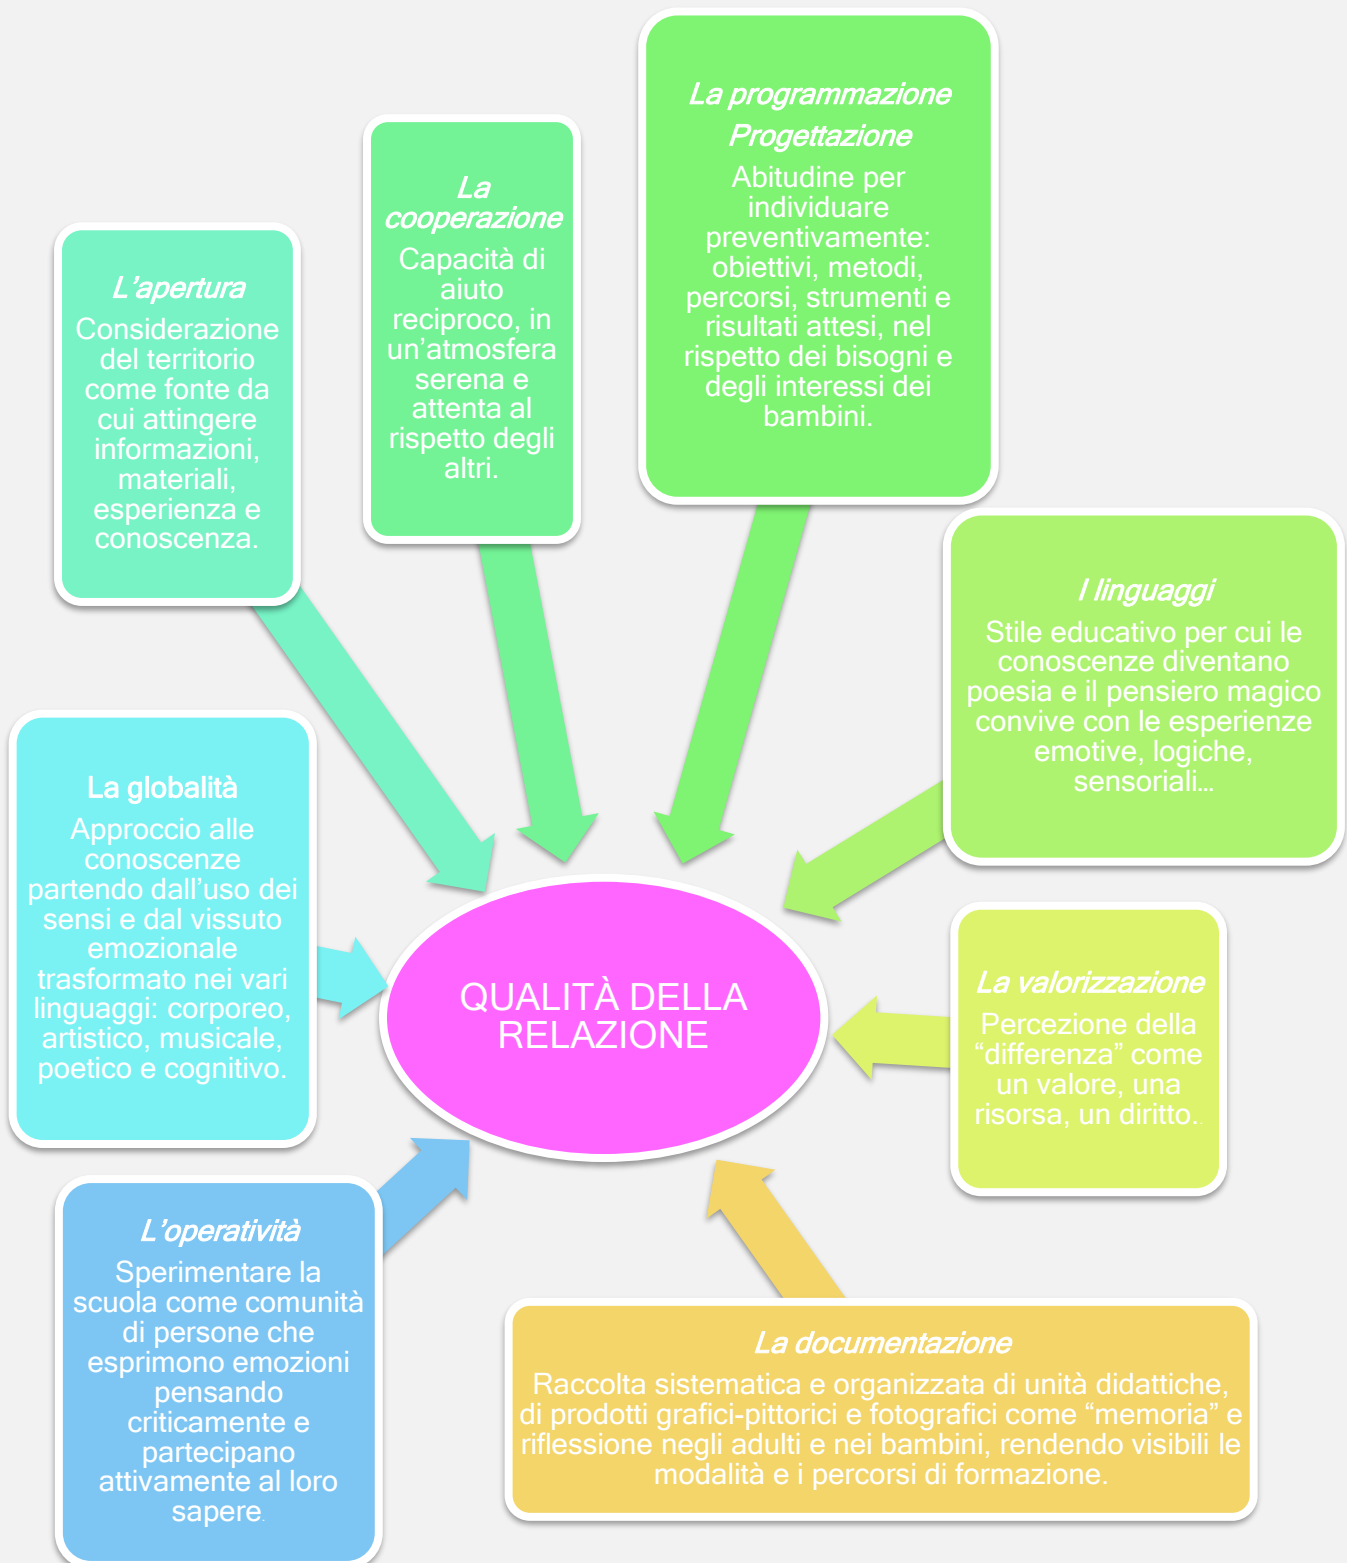 La programmazione
Progettazione
Abitudine per
individuare
preventivamente:
obiettivi, metodi,
percorsi, strumenti e
risultati attesi, nel
rispetto dei bisogni e
degli interessi dei
bambini.
La
cooperazione
Capacità di
aiuto
reciproco, in
un’atmosfera
serena e
attenta al
rispetto degli
altri.
L’apertura
Considerazione
del territorio
come fonte da
cui attingere
informazioni,
materiali,
esperienza e
conoscenza.
I linguaggi
Stile educativo per cui le
conoscenze diventano
poesia e il pensiero magico
convive con le esperienze
emotive, logiche,
sensoriali...
La globalità
Approccio alle
conoscenze
partendo dall’uso dei
sensi e dal vissuto
emozionale
trasformato nei vari
linguaggi: corporeo,
artistico, musicale,
poetico e cognitivo.
QUALITÀ DELLA
RELAZIONE
La valorizzazione
Percezione della
“differenza” come
un valore, una
risorsa, un diritto..
L’operatività
Sperimentare la
scuola come comunità
di persone che
esprimono emozioni
pensando
criticamente e
partecipano
attivamente al loro
sapere.
La documentazione
Raccolta sistematica e organizzata di unità didattiche,
di prodotti grafici-pittorici e fotografici come “memoria” e
riflessione negli adulti e nei bambini, rendendo visibili le
modalità e i percorsi di formazione.